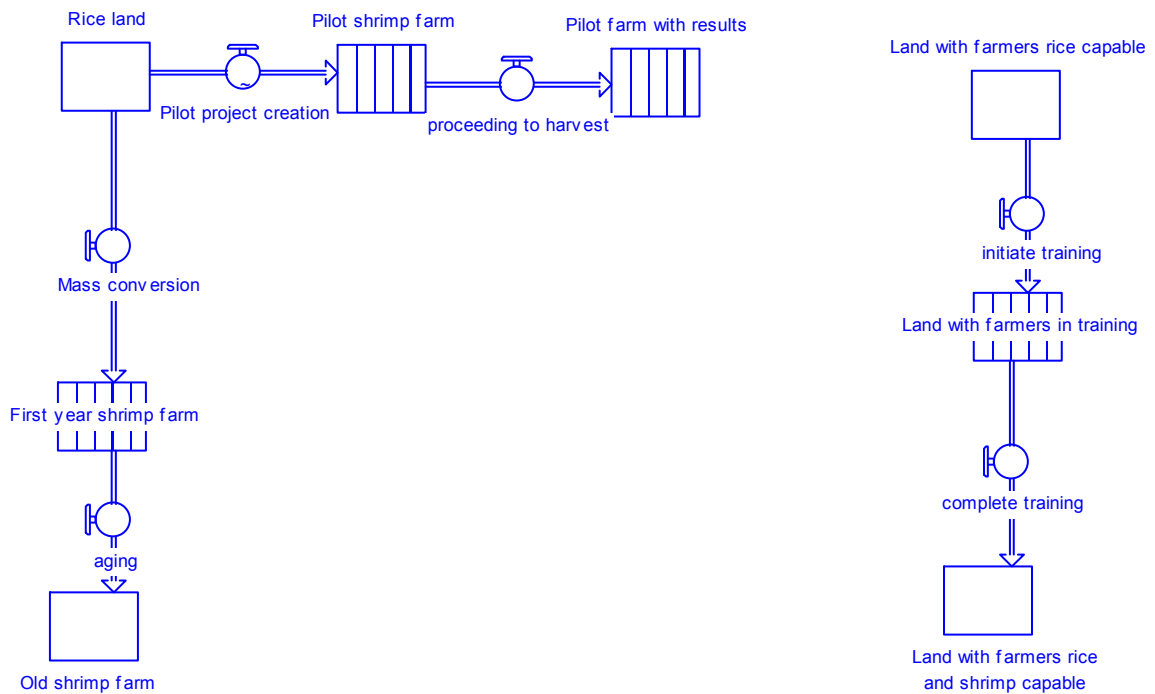 Rice land
Pilot shrimp farm
Pilot farm with results
Land with farmers rice capable
Pilot project creation
~
proceeding to harvest
initiate training
Mass conversion
Land with farmers in training
First year shrimp farm
complete training
aging
Old shrimp farm
Land with farmers rice
and shrimp capable